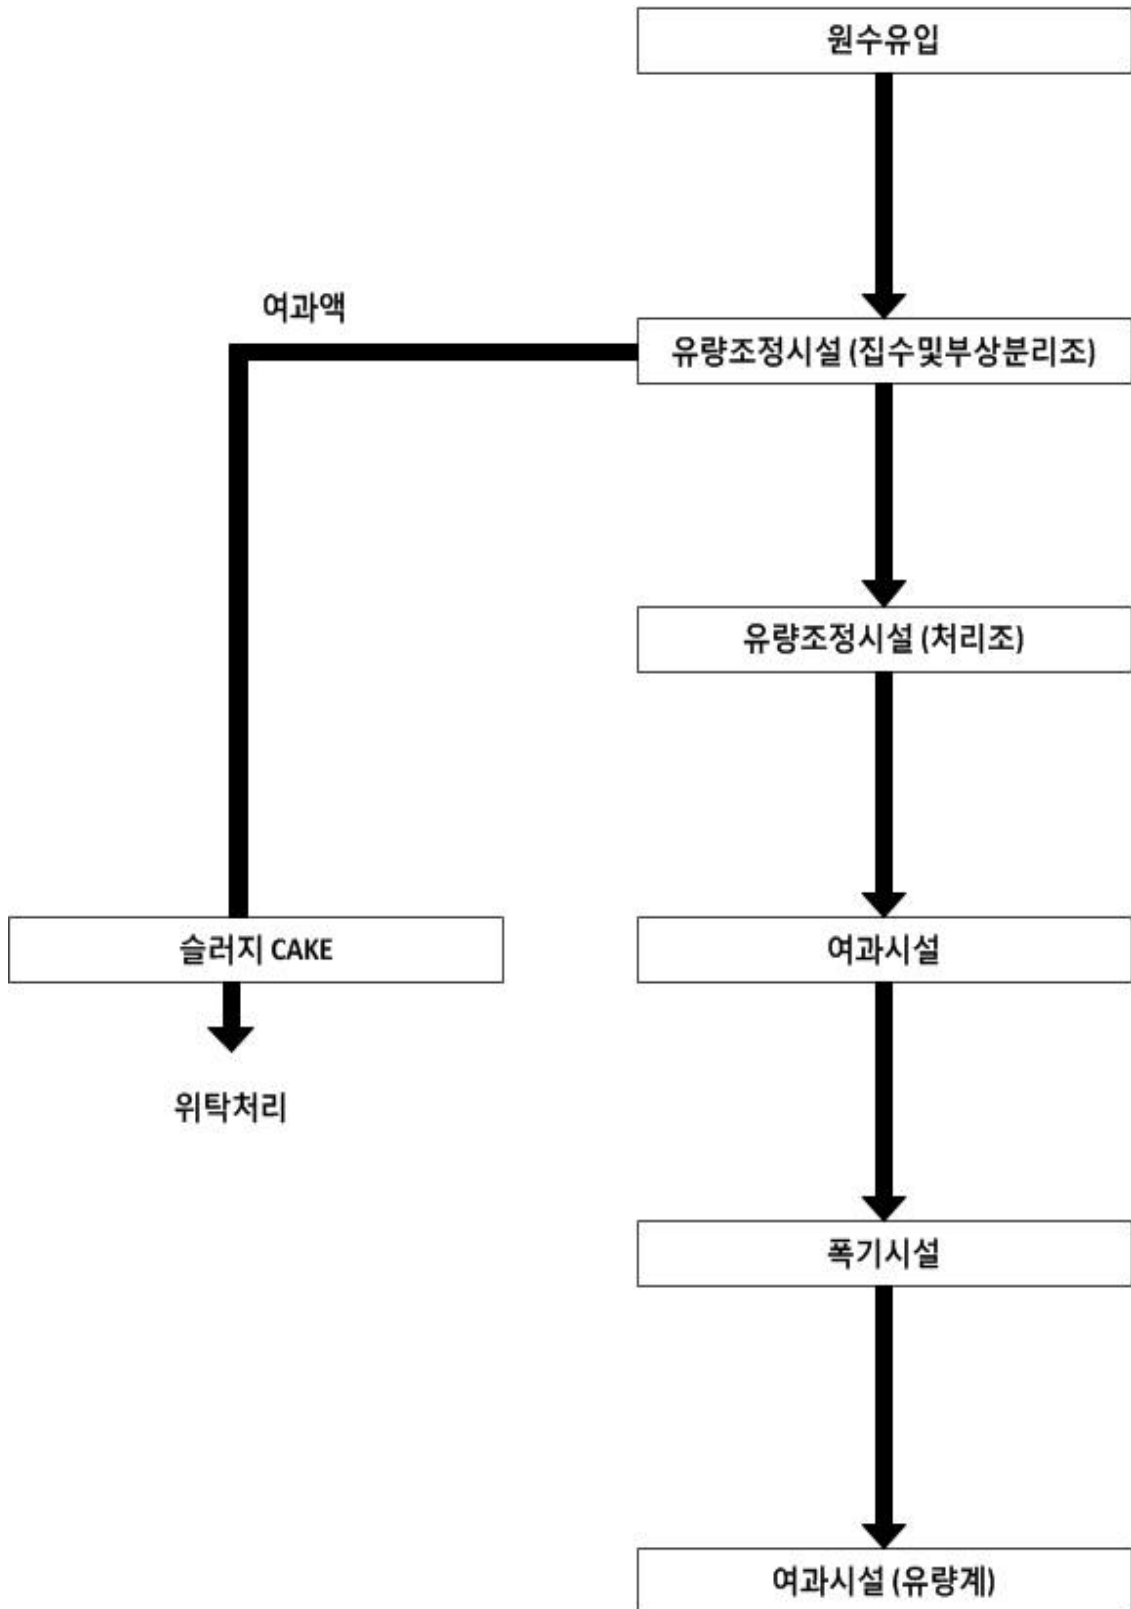 원수유입
여과액
유량조정시설 (집수및부상분리조)
유량조정시설 (처리조)
슬러지 CAKE
여과시설
위탁처리
폭기시설
여과시설 (유량계)